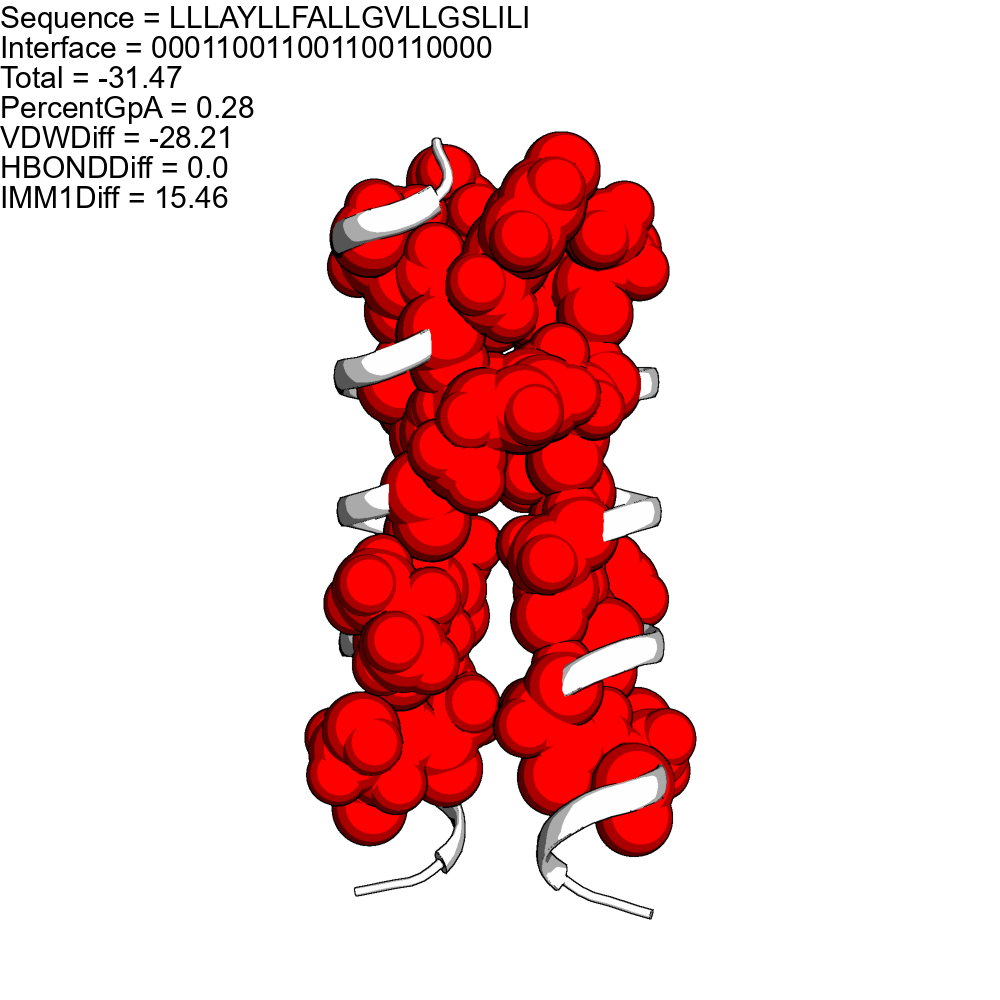 Sequence = LLLAYLLFALLGVLLGSLILI
Interface = 000110011001100110000
Total = -31.47
PercentGpA = 0.28
VDWDiff = -28.21
HBONDDiff = 0.0
IMM1Diff = 15.46